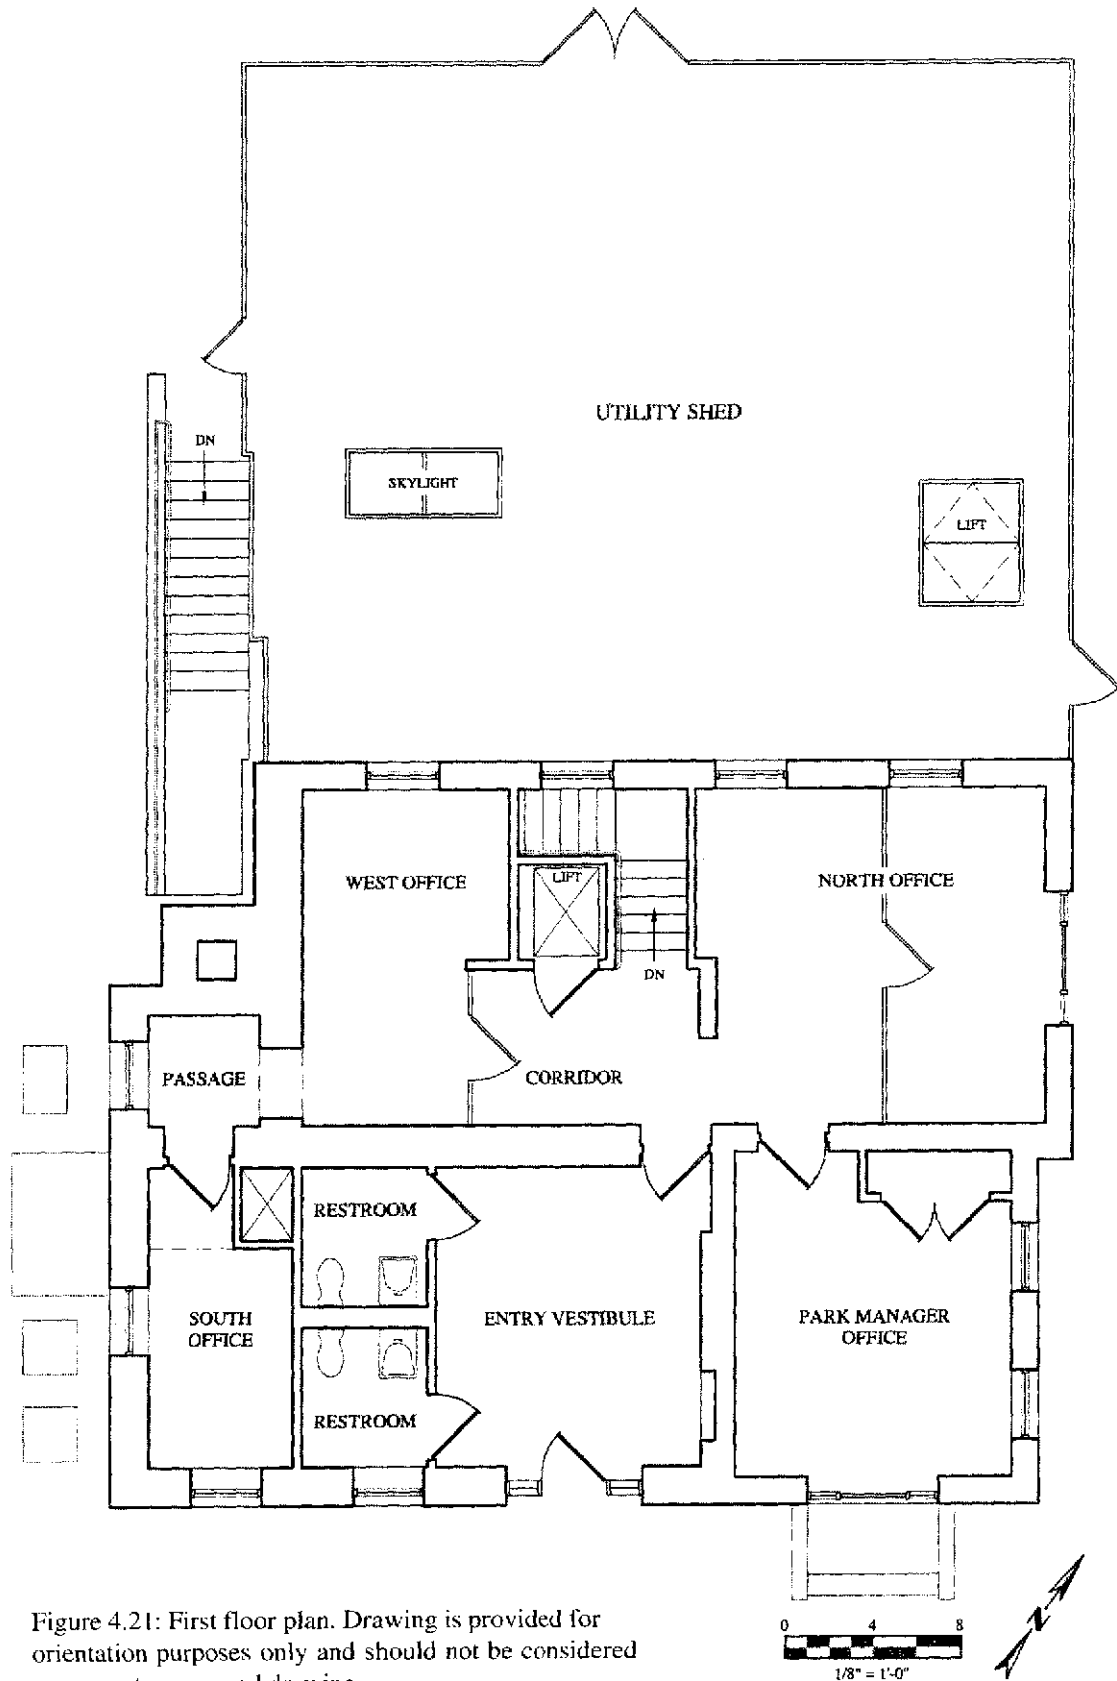 UTILITY SHED
DN
SKYLIGHT
LIFT
WEST OFFICE
LIFT
NORTH OFFICE
DN
PASSAGE
CORRIDOR
RESTROOM
SOUTH
OFFICE
ENTRY VESTIBULE
PARK MANAGER
OFFICE
RESTROOM
Figure 4.21: First floor plan. Drawing is provided for
orientation purposes only and should not be considered
0 4 8
1/8" = 1'-0"
N